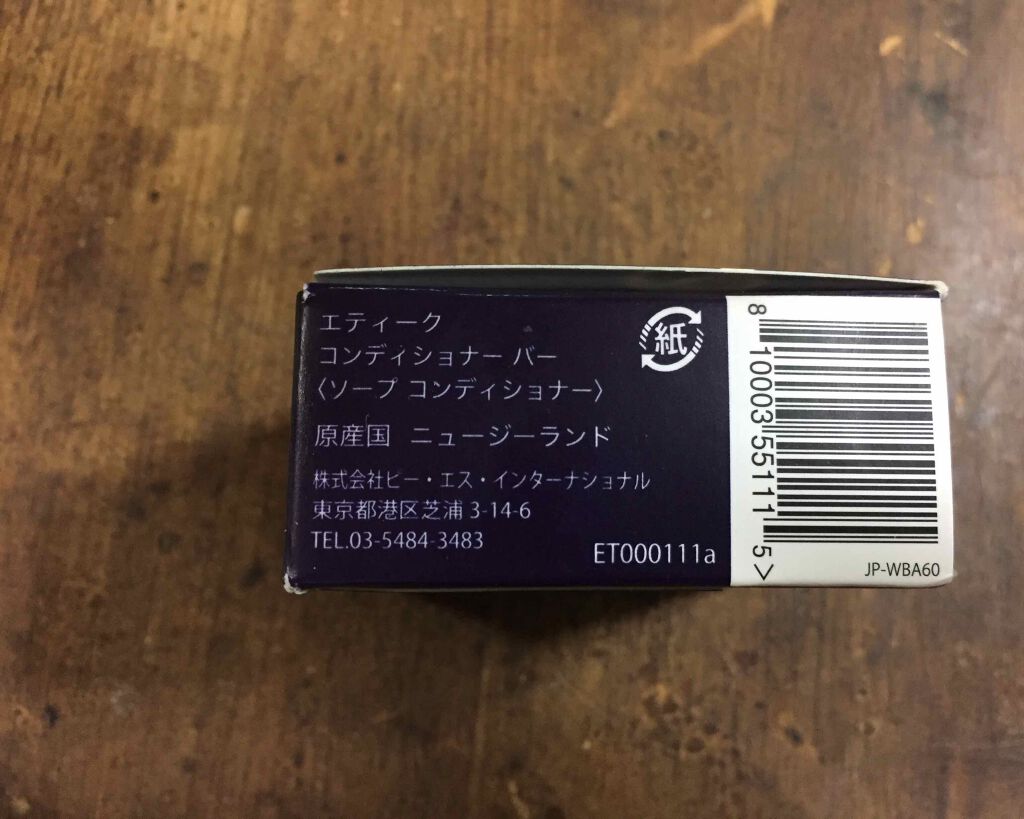 エティーク
コンディショナー バー
〈ソープ コンディショナー〉
紙
原産国 ニュージーランド
株式会社ビー・エス・インターナショナル
東京都港区芝浦 3-14-6
TEL.03-5484-3483
ET000111a
8 10003 55111 5 >
JP-WBA60